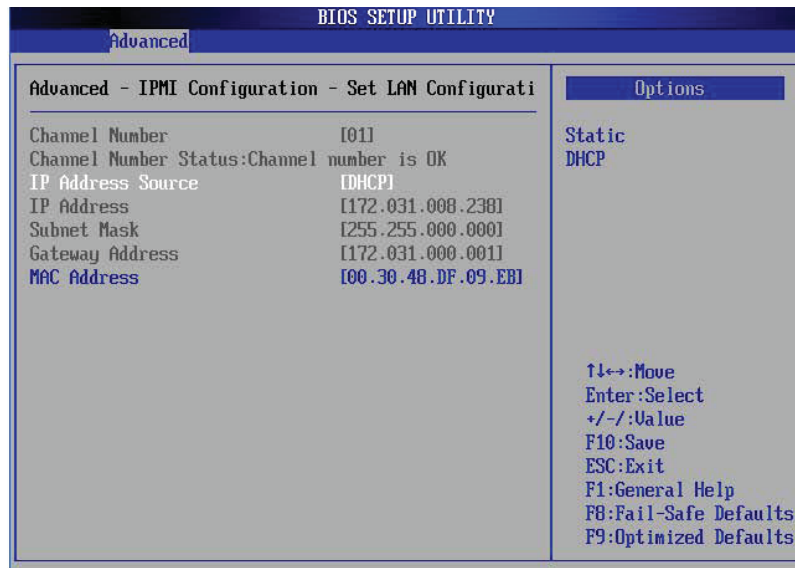 BIOS SETUP UTILITY
Advanced
Advanced - IPMI Configuration - Set LAN Configurati
Channel Number [01]
Channel Number Status:Channel number is OK
IP Address Source [DHCP]
IP Address [172.031.008.238]
Subnet Mask [255.255.000.000]
Gateway Address [172.031.000.001]
MAC Address [00.30.48.DF.09.EB]
Options
Static
DHCP
↑↓←→:Move
Enter:Select
+/-/:Value
F10:Save
ESC:Exit
F1:General Help
F8:Fail-Safe Defaults
F9:Optimized Defaults